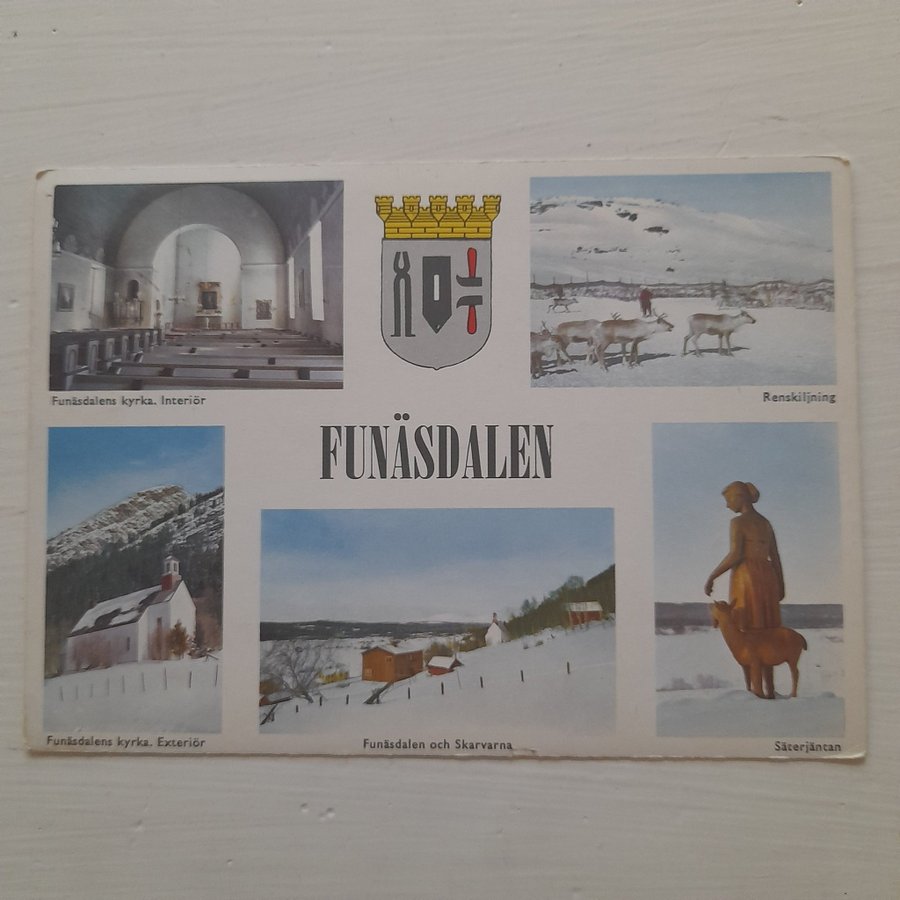 Funäsdalens kyrka. Interiör
Renskiljning
FUNÄSDALEN
Funäsdalens kyrka. Exteriör
Funäsdalen och Skarvarna
Säterjäntan